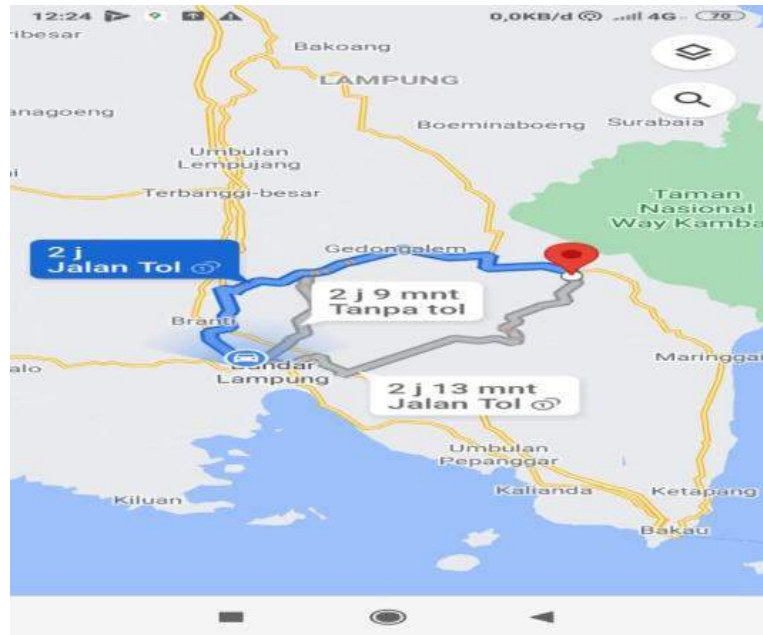 12:24
0,0KB/d 4G 70
ribesar
Bakoang
LAMPUNG
anagoeng
Boeminaboeng
Surabaia
Umbulan
Lempujang
Terbanggi-besar
Taman
Nasional
Way Kamba
2 j
Jalan Tol
Gedongalem
2 j 9 mnt
Tanpa tol
Branti
Maringgai
alo
Bandar
Lampung
2 j 13 mnt
Jalan Tol
Umbulan
Pepanggar
Kalianda
Ketapang
Kiluan
Bakau